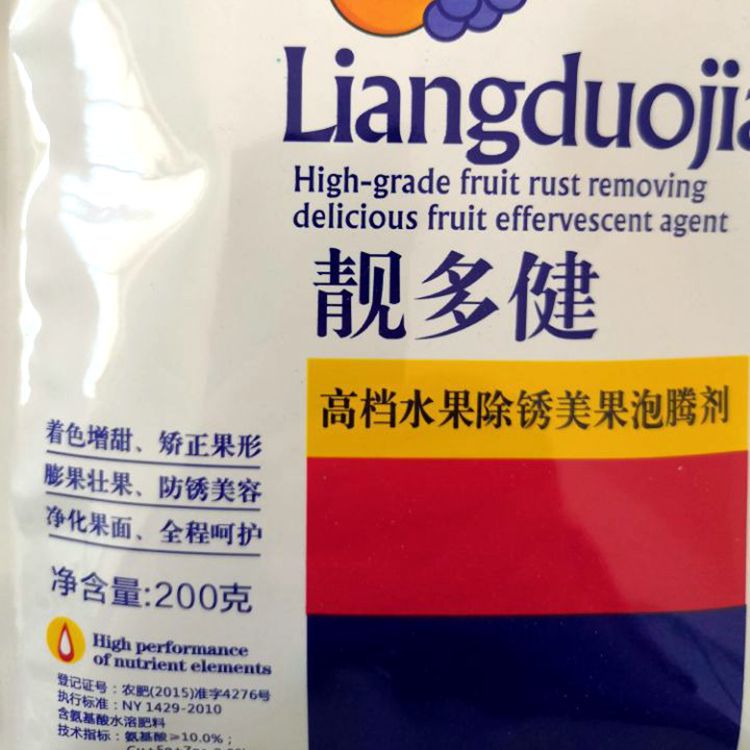 Liangduojia
High-grade fruit rust removing
delicious fruit effervescent agent
靓多健
高档水果除锈美果泡腾剂
着色增甜、矫正果形
膨果壮果、防锈美容
净化果面、全程呵护
净含量:200克
High performance
of nutrient elements
登记证号：农肥(2015)准字4276号
执行标准：NY 1429-2010
含氨基酸水溶肥料
技术指标：氨基酸≥10.0%；